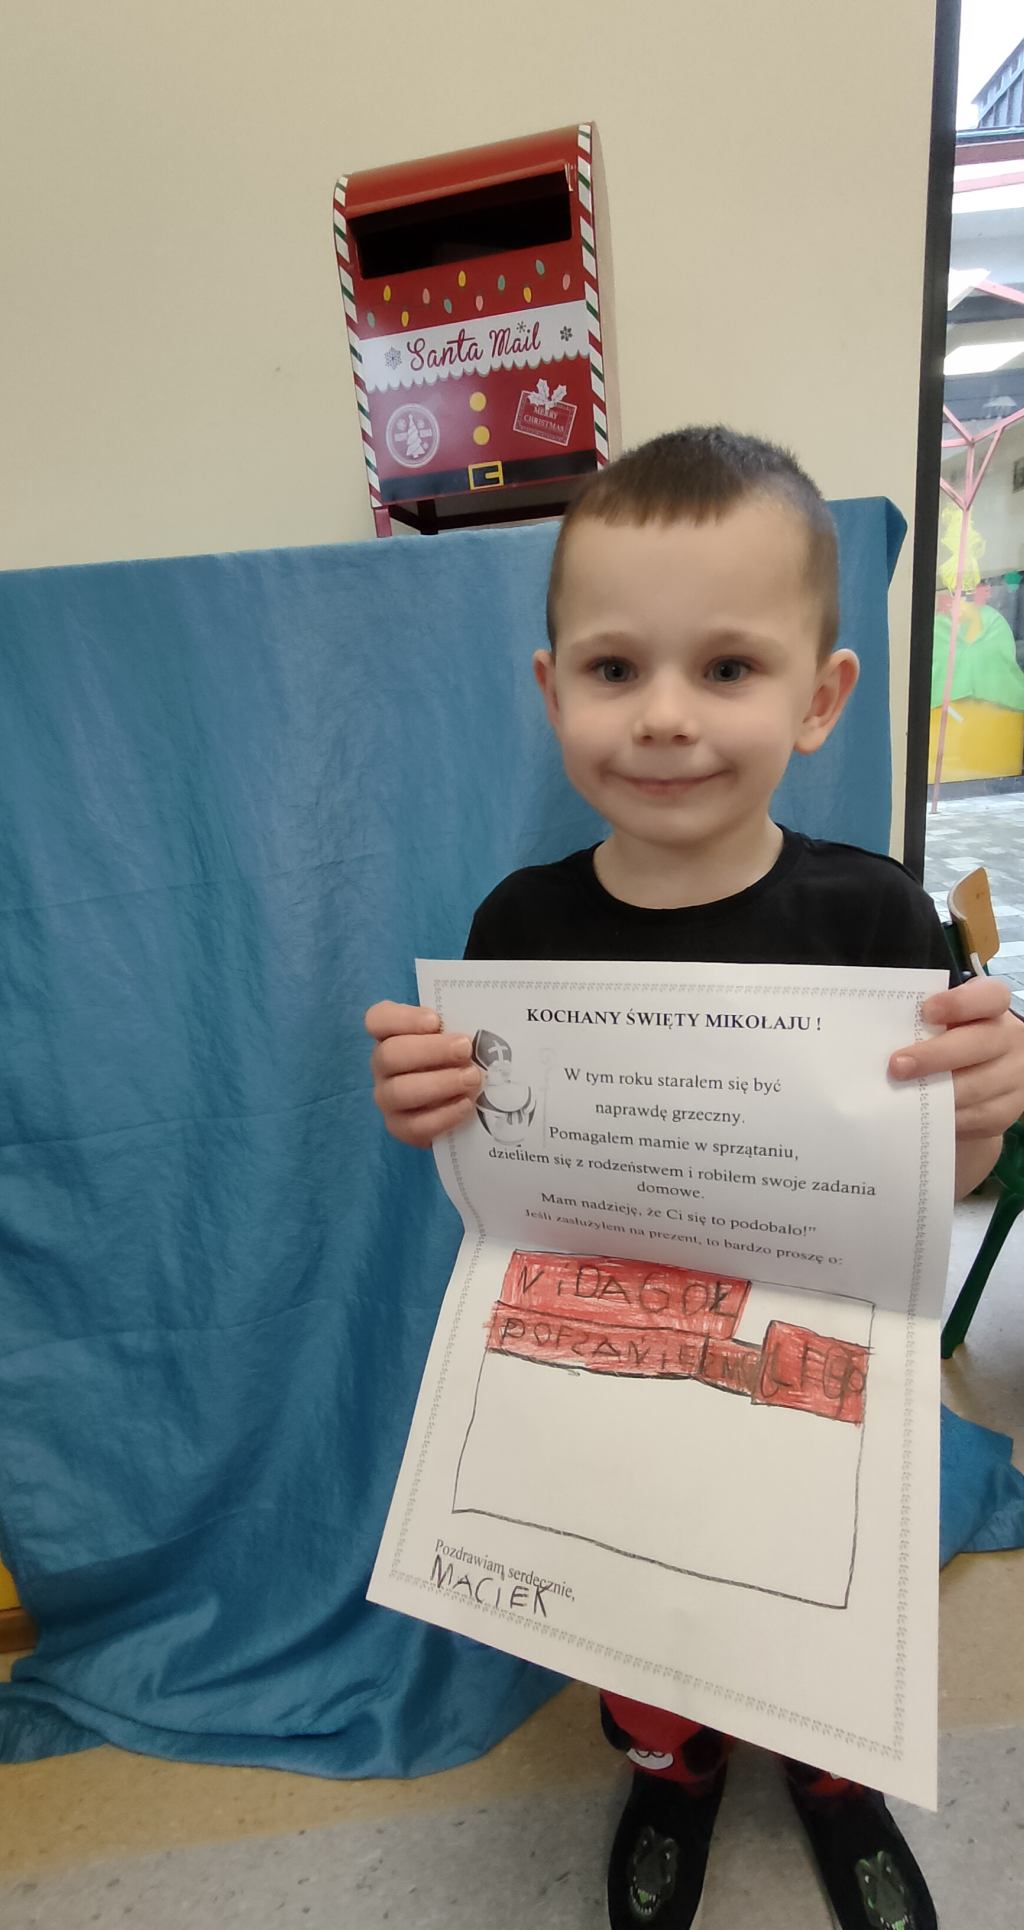 Santa Mail
MERRY
CHRISTMAS
KOCHANY ŚWIĘTY MIKOŁAJU !
W tym roku starałem się być
naprawdę grzeczny.
Pomagałem mamie w sprzątaniu,
dzieliłem się z rodzeństwem i robiłem swoje zadania
domowe.
Mam nadzieję, że Ci się to podobało!”
Jeśli zasłużyłem na prezent, to bardzo proszę o:
LEGO
Pozdrawiam serdecznie,
MACIEK